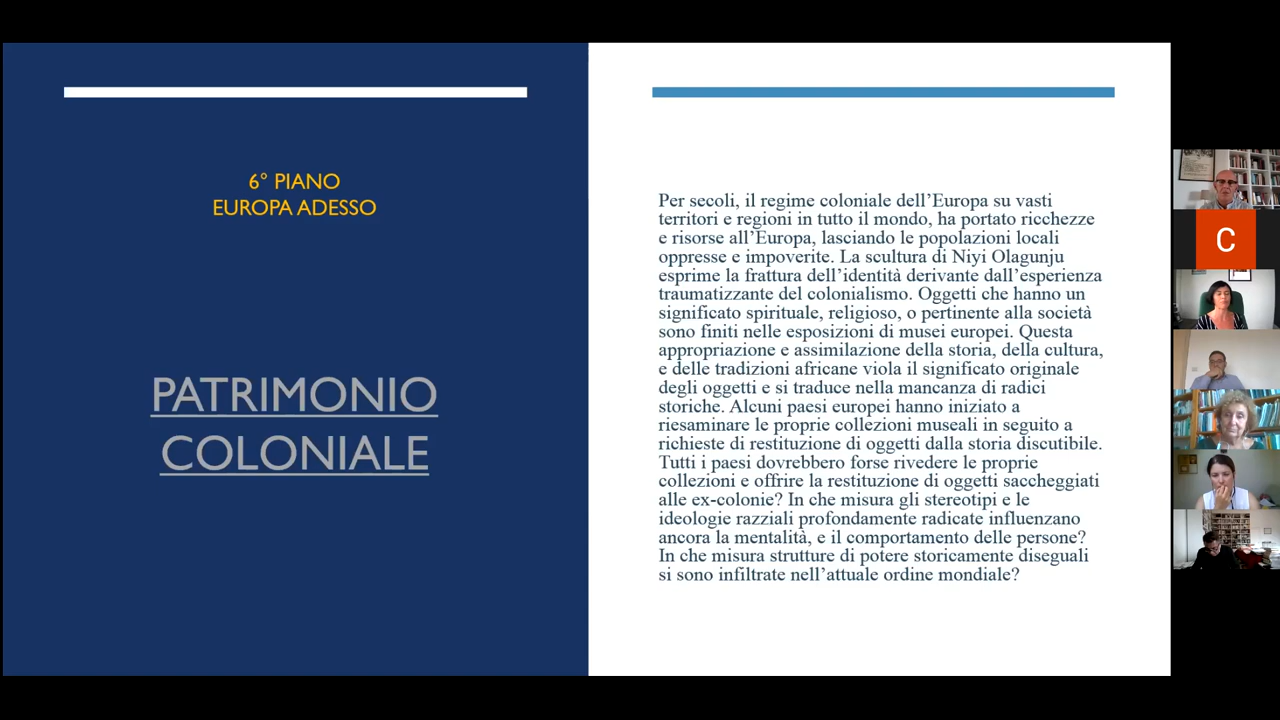 6° PIANO
EUROPA ADESSO
PATRIMONIO
COLONIALE
Per secoli, il regime coloniale dell’Europa su vasti
territori e regioni in tutto il mondo, ha portato ricchezze
e risorse all’Europa, lasciando le popolazioni locali
oppresse e impoverite. La scultura di Niyi Olagunju
esprime la frattura dell’identità derivante dall’esperienza
traumatizzante del colonialismo. Oggetti che hanno un
significato spirituale, religioso, o pertinente alla società
sono finiti nelle esposizioni di musei europei. Questa
appropriazione e assimilazione della storia, della cultura,
e delle tradizioni africane viola il significato originale
degli oggetti e si traduce nella mancanza di radici
storiche. Alcuni paesi europei hanno iniziato a
riesaminare le proprie collezioni museali in seguito a
richieste di restituzione di oggetti dalla storia discutibile.
Tutti i paesi dovrebbero forse rivedere le proprie
collezioni e offrire la restituzione di oggetti saccheggiati
alle ex-colonie? In che misura gli stereotipi e le
ideologie razziali profondamente radicate influenzano
ancora la mentalità, e il comportamento delle persone?
In che misura strutture di potere storicamente diseguali
si sono infiltrate nell’attuale ordine mondiale?
C